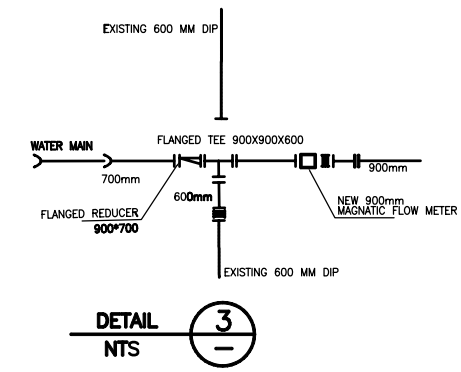 EXISTING 600 MM DIP
WATER MAIN
FLANGED TEE 900X900X600
700mm
900mm
600mm
FLANGED REDUCER
900*700
NEW 900mm
MAGNATIC FLOW METER
EXISTING 600 MM DIP
DETAIL
3
NTS
–